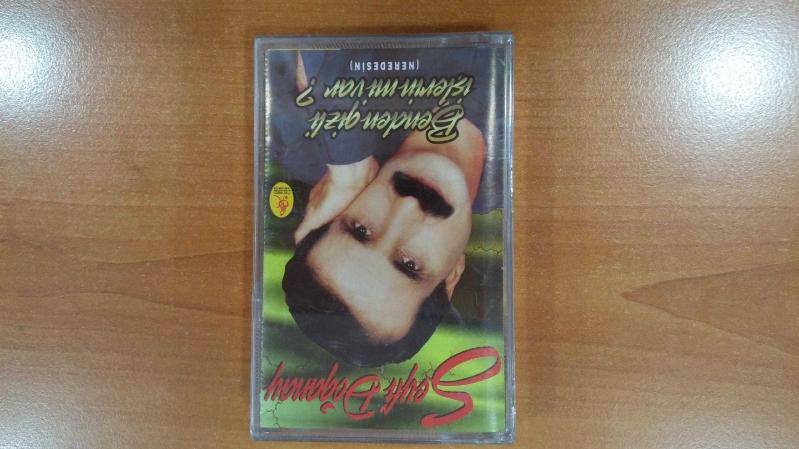 Seyfi Doğanay
Benden gizli
işlerin mi var ?
(NEREDESİN)